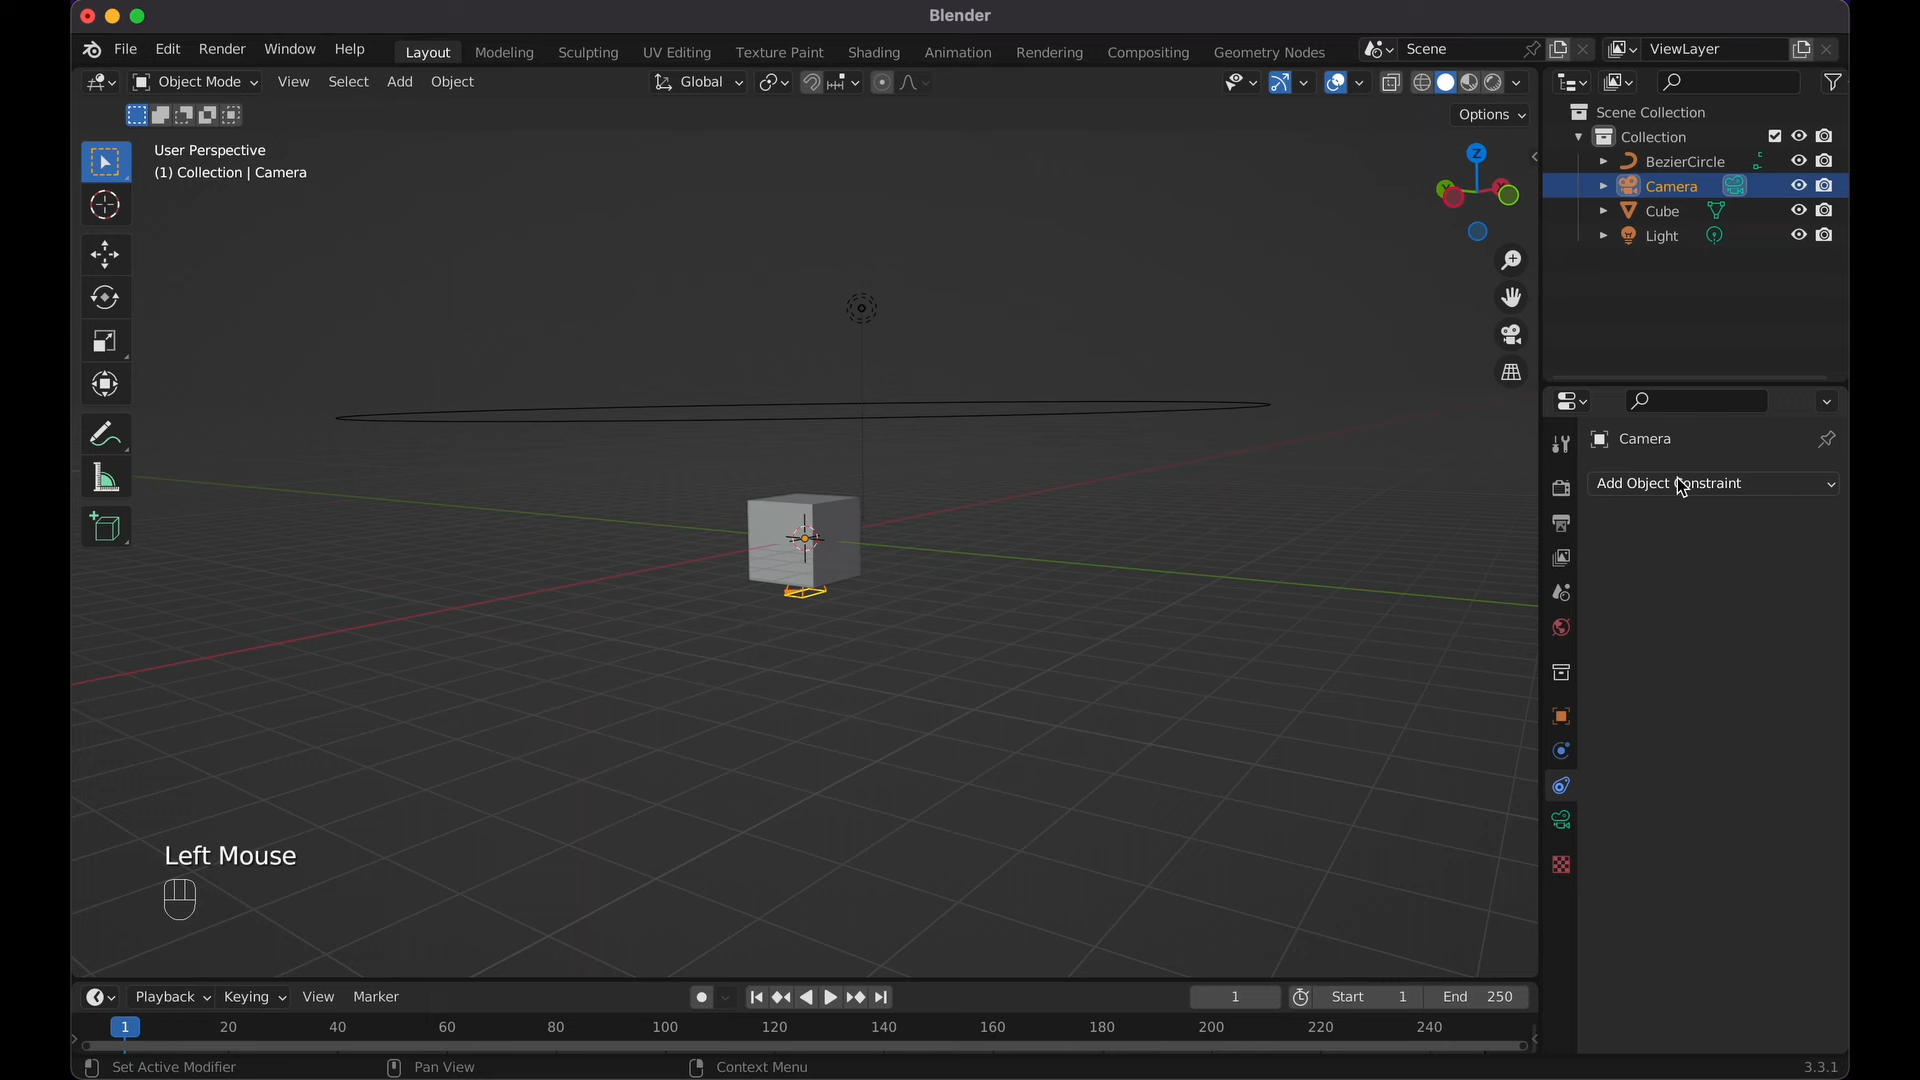 Blender
File Edit Render Window Help Layout Modeling Sculpting UV Editing Texture Paint Shading Animation Rendering Compositing Geometry Nodes Scene ViewLayer
Object Mode View Select Add Object Global
Options
User Perspective
(1) Collection | Camera
Z
Scene Collection
Collection
BezierCircle
Camera
Cube
Light
Camera
Add Object Constraint
Left Mouse
Playback Keying View Marker 1 Start 1 End 250
1 20 40 60 80 100 120 140 160 180 200 220 240
Set Active Modifier Pan View Context Menu 3.3.1